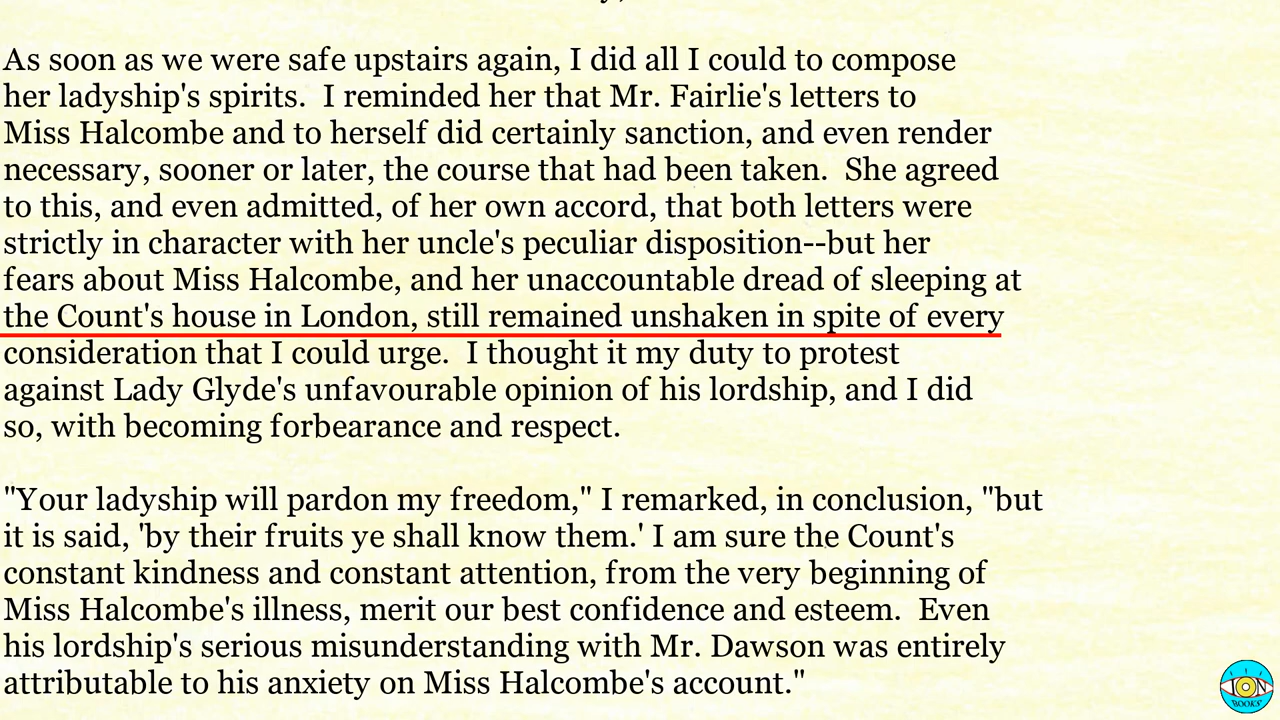 As soon as we were safe upstairs again, I did all I could to compose
her ladyship's spirits.  I reminded her that Mr. Fairlie's letters to
Miss Halcombe and to herself did certainly sanction, and even render
necessary, sooner or later, the course that had been taken.  She agreed
to this, and even admitted, of her own accord, that both letters were
strictly in character with her uncle's peculiar disposition--but her
fears about Miss Halcombe, and her unaccountable dread of sleeping at
the Count's house in London, still remained unshaken in spite of every
consideration that I could urge.  I thought it my duty to protest
against Lady Glyde's unfavourable opinion of his lordship, and I did
so, with becoming forbearance and respect.
"Your ladyship will pardon my freedom," I remarked, in conclusion, "but
it is said, 'by their fruits ye shall know them.' I am sure the Count's
constant kindness and constant attention, from the very beginning of
Miss Halcombe's illness, merit our best confidence and esteem.  Even
his lordship's serious misunderstanding with Mr. Dawson was entirely
attributable to his anxiety on Miss Halcombe's account."
ION
BOOKS